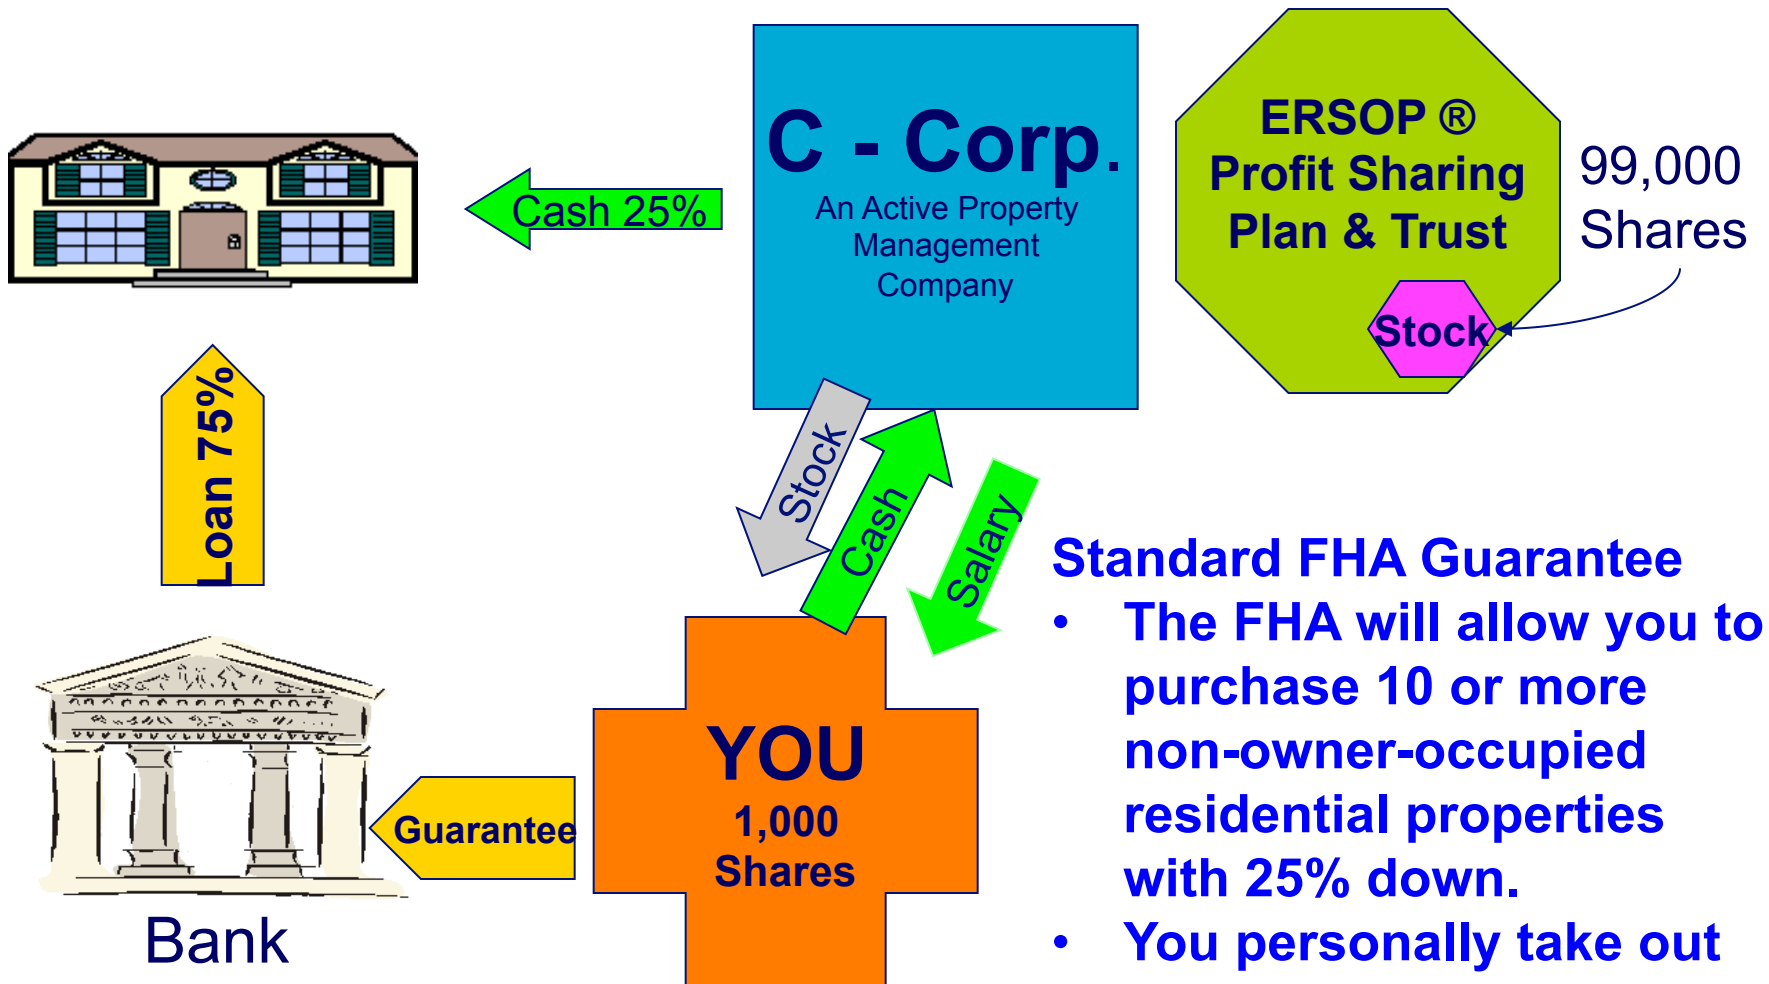 C - Corp.
An Active Property
Management
Company
ERSOP ®
Profit Sharing
Plan & Trust
Stock
99,000
Shares
Cash 25%
Loan 75%
Stock
Cash
Salary
YOU
1,000
Shares
Guarantee
Bank
Standard FHA Guarantee
• The FHA will allow you to
purchase 10 or more
non-owner-occupied
residential properties
with 25% down.
• You personally take out